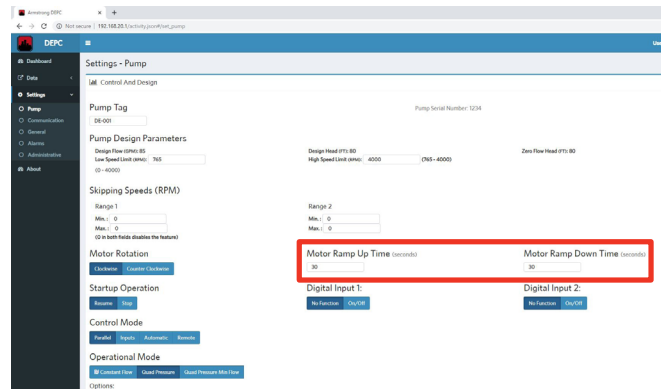 Armstrong DEPC
Not secure | 192.168.20.1/activity.json#/set_pump
DEPC
Use
Dashboard
Data
Settings
Pump
Communication
General
Alarms
Administrative
About
Settings - Pump
Control And Design
Pump Tag
Pump Serial Number: 1234
DE-001
Pump Design Parameters
Design Flow (GPM): 85 Design Head (FT): 80 Zero Flow Head (FT): 80
Low Speed Limit (RPM): 765 High Speed Limit (RPM): 4000 (765 - 4000)
(0 - 4000)
Skipping Speeds (RPM)
Range 1 Range 2
Min. : 0 Min. : 0
Max. : 0 Max. : 0
(0 in both fields disables the feature)
Motor Rotation Motor Ramp Up Time (seconds) Motor Ramp Down Time (seconds)
Clockwise Counter Clockwise 30 30
Startup Operation Digital Input 1: Digital Input 2:
Resume Stop No Function On/Off No Function On/Off
Control Mode
Parallel Inputs Automatic Remote
Operational Mode
Constant Flow Quad Pressure Quad Pressure Min Flow
Options: